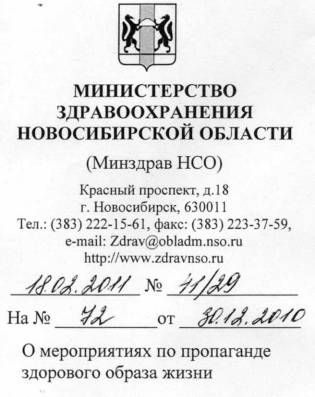 МИНИСТЕРСТВО
ЗДРАВООХРАНЕНИЯ
НОВОСИБИРСКОЙ ОБЛАСТИ
(Минздрав НСО)
Красный проспект, д.18
г. Новосибирск, 630011
Тел.: (383) 222-15-61, факс: (383) 223-37-59,
e-mail: Zdrav@obladm.nso.ru
http://www.zdravnso.ru
18.02.2011 № 41/29
На № 72 от 30.12.2010
О мероприятиях по пропаганде
здорового образа жизни